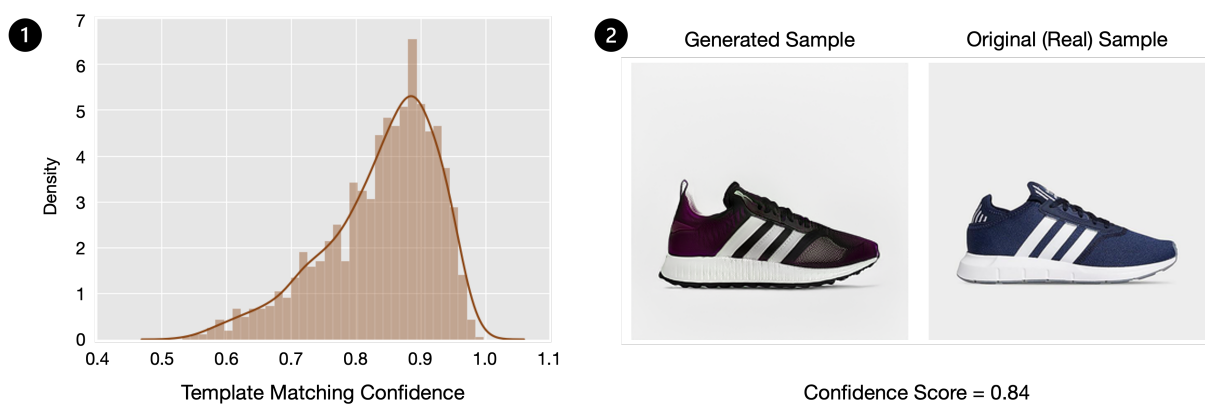 1
7
6
5
4
3
2
1
0
Density
0.4 0.5 0.6 0.7 0.8 0.9 1.0 1.1
Template Matching Confidence
2
Generated Sample Original (Real) Sample
Confidence Score = 0.84